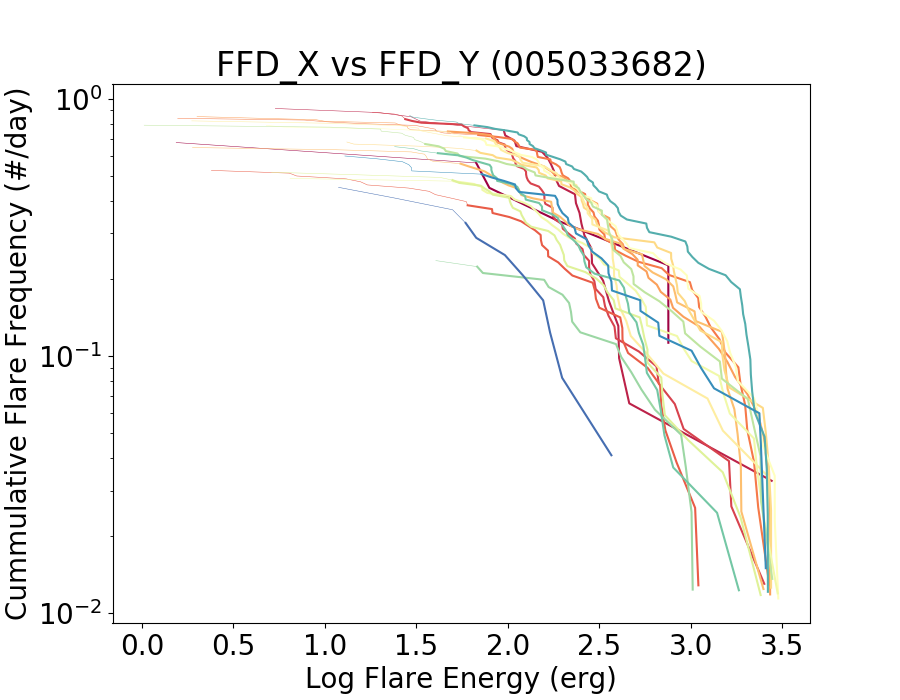 FFD_X vs FFD_Y (005033682)
Cummulative Flare Frequency (#/day)
10⁰
10⁻¹
10⁻²
0.0 0.5 1.0 1.5 2.0 2.5 3.0 3.5
Log Flare Energy (erg)